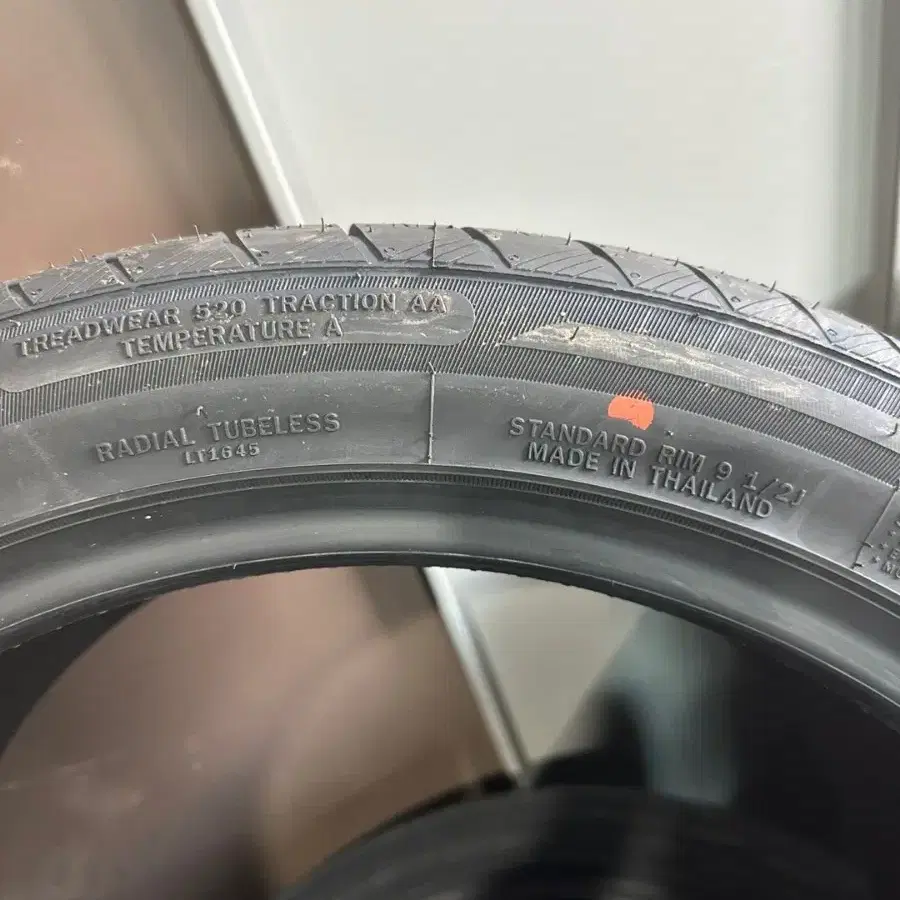 TREADWEAR 520 TRACTION AA
TEMPERATURE A
RADIAL TUBELESS
LT1645
STANDARD RIM 9 1/2J
MADE IN THAILAND